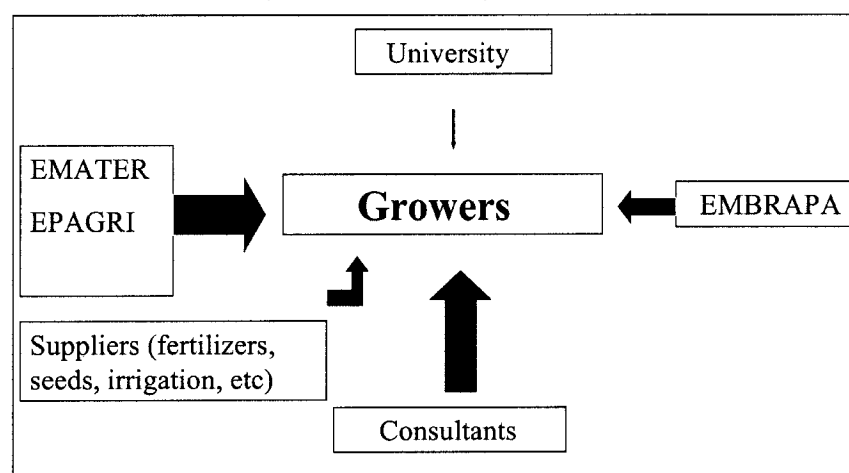 University
EMATER
EPAGRI
Growers
EMBRAPA
Suppliers (fertilizers,
seeds, irrigation, etc)
Consultants